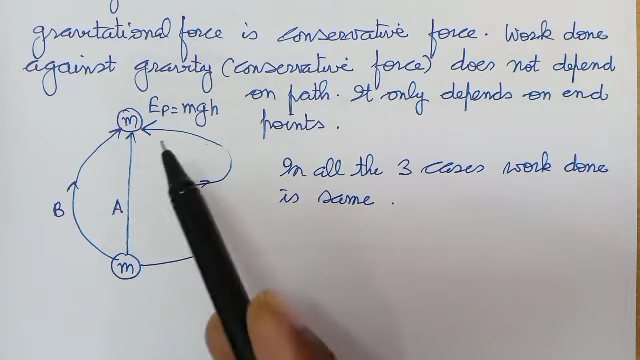 gravitational force is conservative force. Work done
against gravity (conservative force) does not depend
on path. It only depends on end
points.
Ep=mgh
m
In all the 3 cases work done
is same.
B
A
m